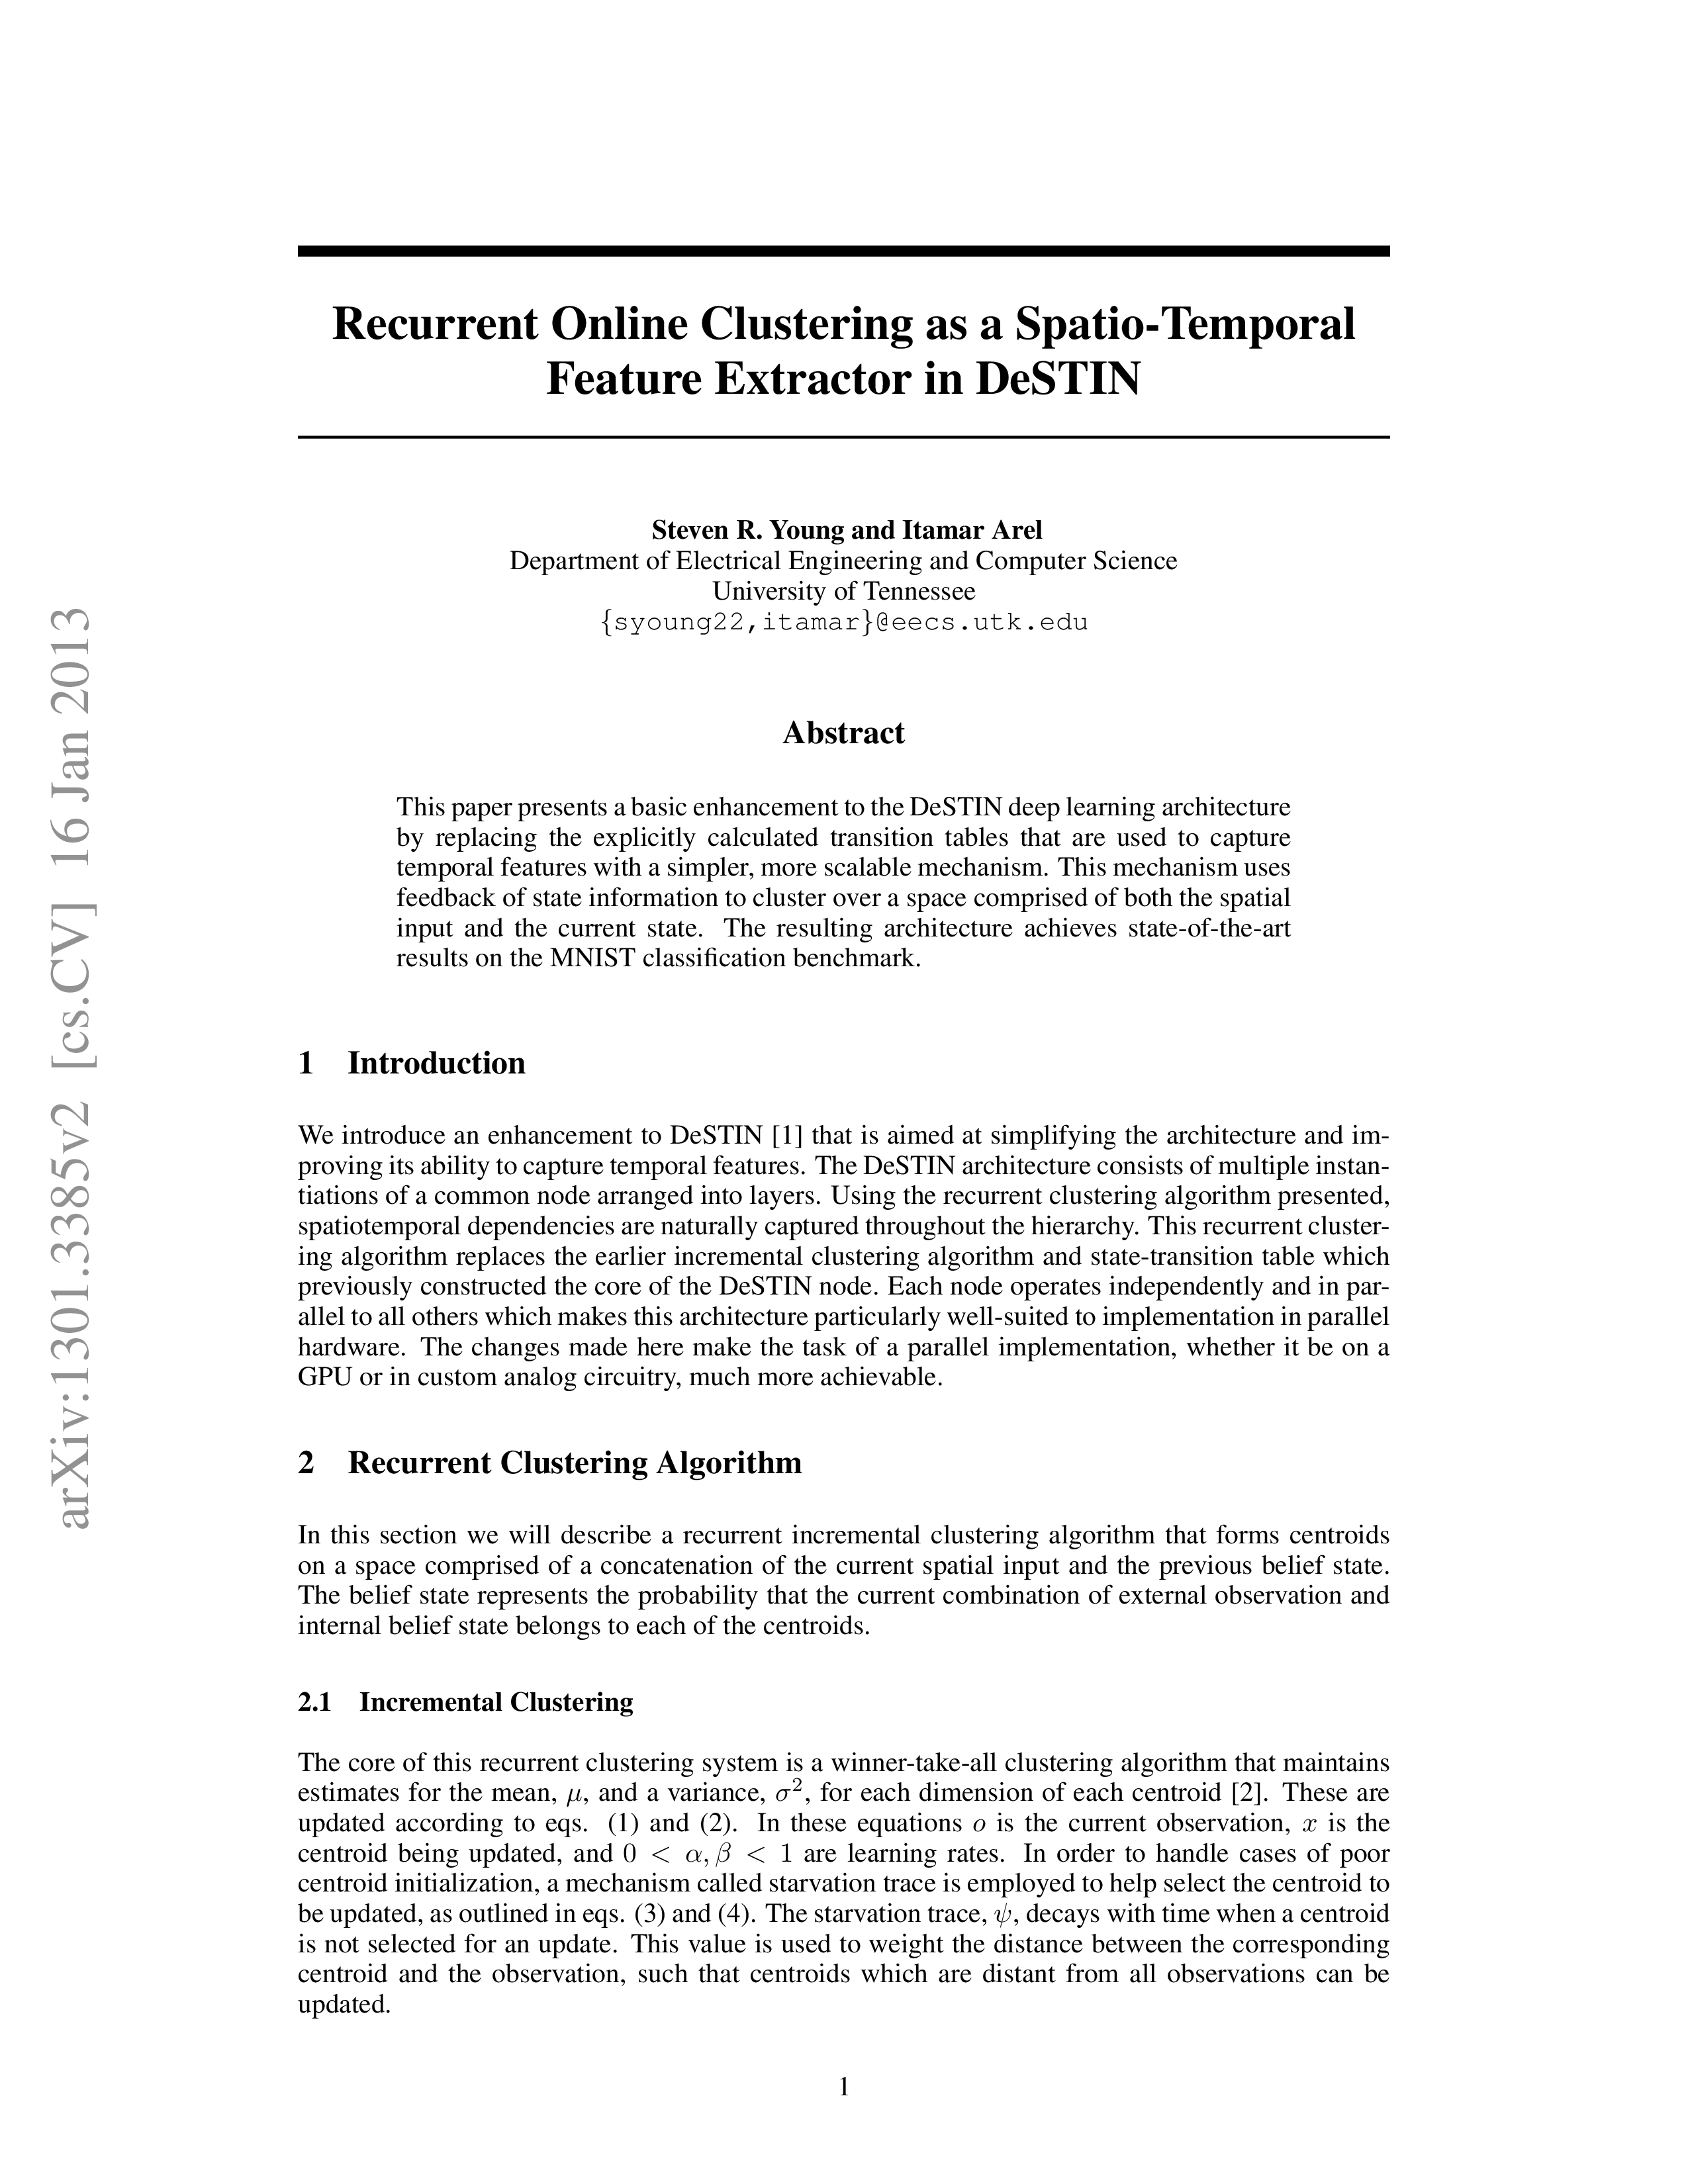 Recurrent Online Clustering as a Spatio-Temporal
Feature Extractor in DeSTIN
Steven R. Young and Itamar Arel
Department of Electrical Engineering and Computer Science
University of Tennessee
{syoung22,itamar}@eecs.utk.edu
arXiv:1301.3385v2 [cs.CV] 16 Jan 2013
Abstract
This paper presents a basic enhancement to the DeSTIN deep learning architecture
by replacing the explicitly calculated transition tables that are used to capture
temporal features with a simpler, more scalable mechanism. This mechanism uses
feedback of state information to cluster over a space comprised of both the spatial
input and the current state. The resulting architecture achieves state-of-the-art
results on the MNIST classification benchmark.
1 Introduction
We introduce an enhancement to DeSTIN [1] that is aimed at simplifying the architecture and im-
proving its ability to capture temporal features. The DeSTIN architecture consists of multiple instan-
tiations of a common node arranged into layers. Using the recurrent clustering algorithm presented,
spatiotemporal dependencies are naturally captured throughout the hierarchy. This recurrent cluster-
ing algorithm replaces the earlier incremental clustering algorithm and state-transition table which
previously constructed the core of the DeSTIN node. Each node operates independently and in par-
allel to all others which makes this architecture particularly well-suited to implementation in parallel
hardware. The changes made here make the task of a parallel implementation, whether it be on a
GPU or in custom analog circuitry, much more achievable.
2 Recurrent Clustering Algorithm
In this section we will describe a recurrent incremental clustering algorithm that forms centroids
on a space comprised of a concatenation of the current spatial input and the previous belief state.
The belief state represents the probability that the current combination of external observation and
internal belief state belongs to each of the centroids.
2.1 Incremental Clustering
The core of this recurrent clustering system is a winner-take-all clustering algorithm that maintains
estimates for the mean, μ, and a variance, σ², for each dimension of each centroid [2]. These are
updated according to eqs. (1) and (2). In these equations o is the current observation, x is the
centroid being updated, and 0 < α, β < 1 are learning rates. In order to handle cases of poor
centroid initialization, a mechanism called starvation trace is employed to help select the centroid to
be updated, as outlined in eqs. (3) and (4). The starvation trace, ψ, decays with time when a centroid
is not selected for an update. This value is used to weight the distance between the corresponding
centroid and the observation, such that centroids which are distant from all observations can be
updated.
1